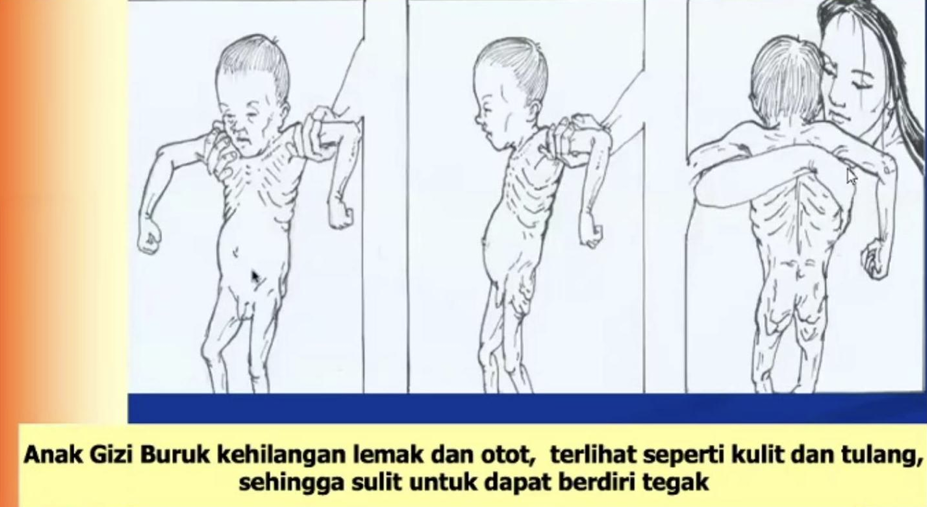 Anak Gizi Buruk kehilangan lemak dan otot, terlihat seperti kulit dan tulang,
sehingga sulit untuk dapat berdiri tegak